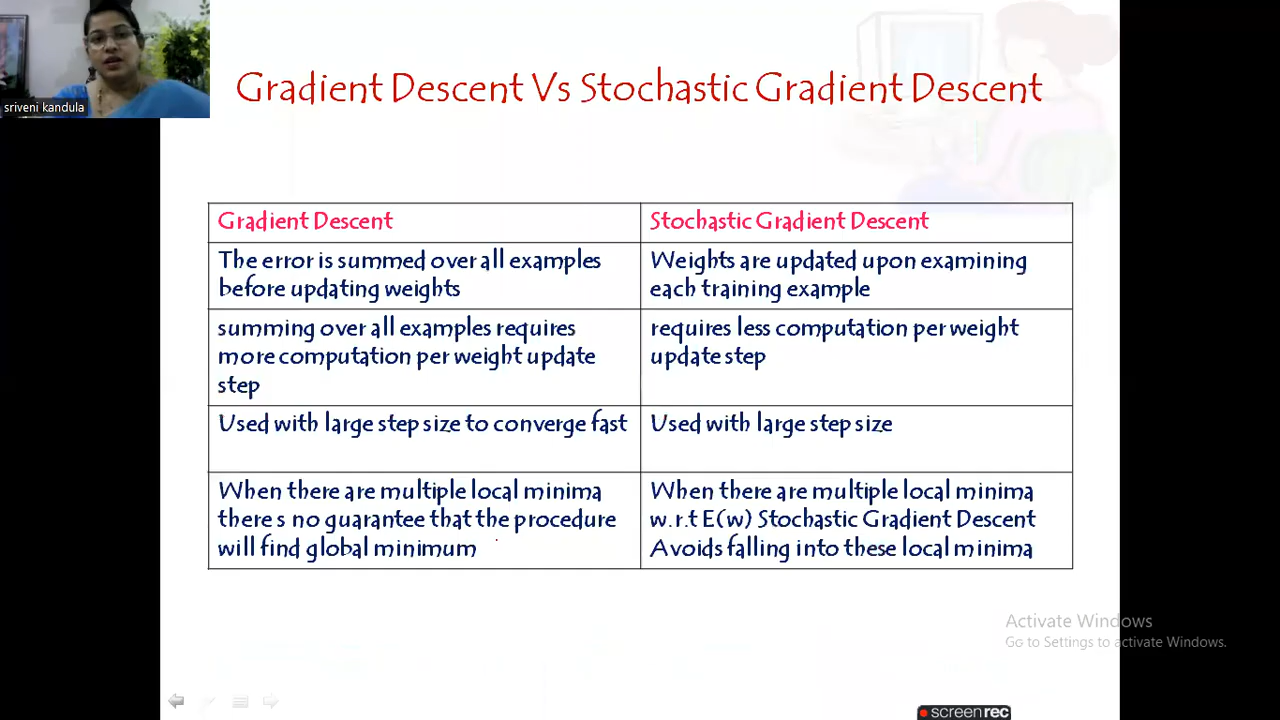 sriveni kandula
Gradient Descent Vs Stochastic Gradient Descent
Gradient Descent
Stochastic Gradient Descent
The error is summed over all examples
before updating weights
Weights are updated upon examining
each training example
summing over all examples requires
more computation per weight update
step
requires less computation per weight
update step
Used with large step size to converge fast
Used with large step size
When there are multiple local minima
there s no guarantee that the procedure
will find global minimum
When there are multiple local minima
w.r.t E(w) Stochastic Gradient Descent
Avoids falling into these local minima
Activate Windows
Go to Settings to activate Windows.
screenrec